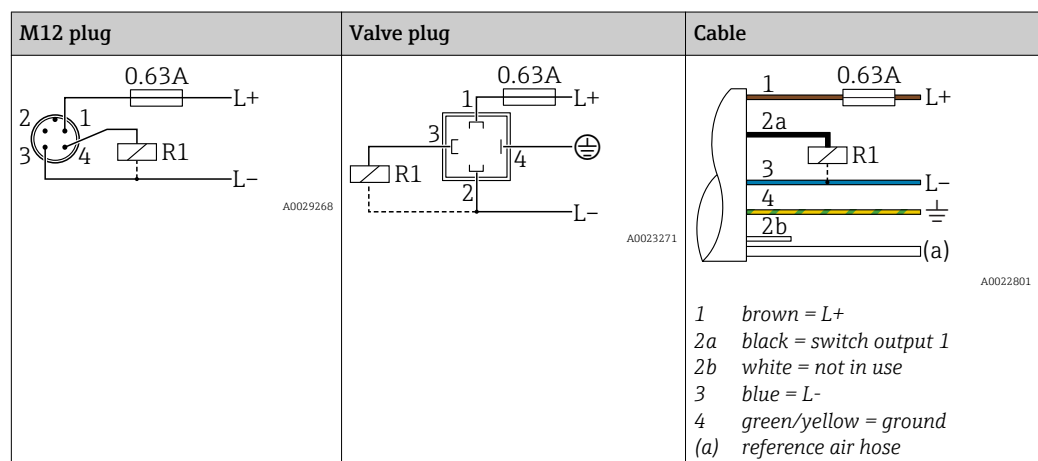 M12 plug
Valve plug
Cable
0.63A
L+
2
1
3
4
R1
L–
A0029268
0.63A
1
L+
3
4
R1
2
L–
A0023271
1
0.63A
L+
2a
R1
3
L–
4
2b
(a)
A0022801
1 brown = L+
2a black = switch output 1
2b white = not in use
3 blue = L-
4 green/yellow = ground
(a) reference air hose